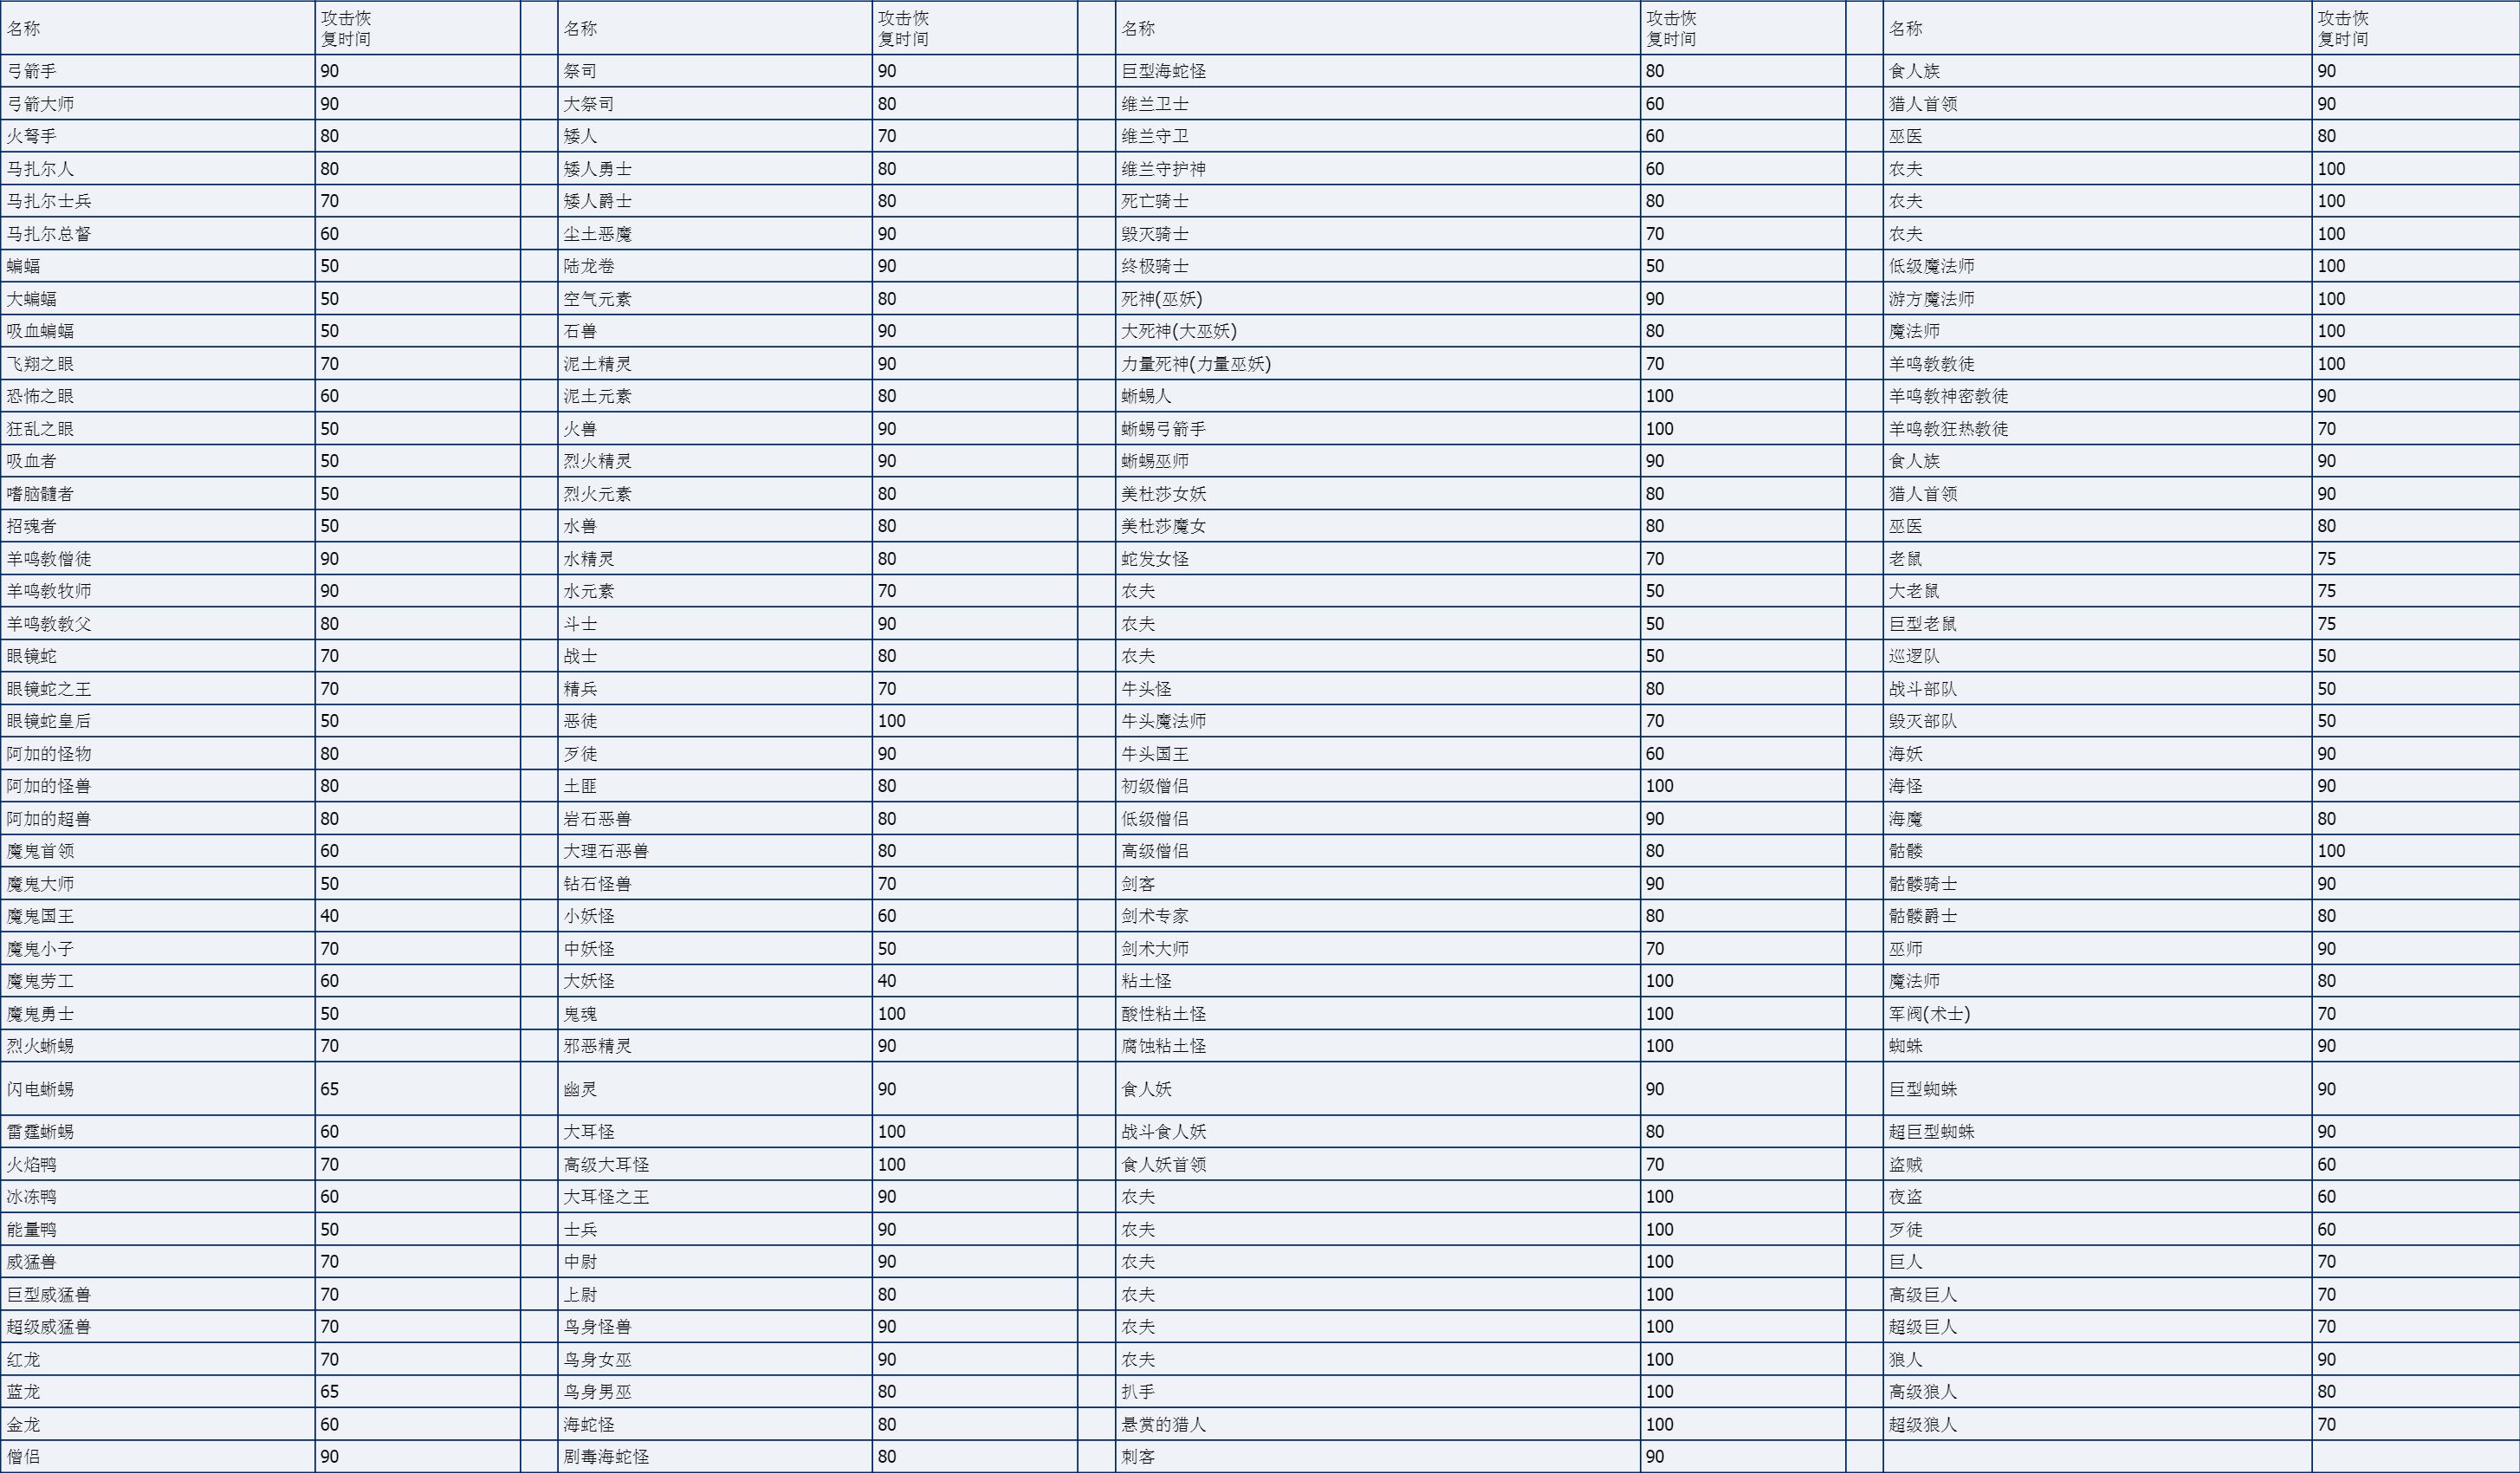 名称 攻击恢复时间 名称 攻击恢复时间 名称 攻击恢复时间 名称 攻击恢复时间
弓箭手 90 祭司 90 巨型海蛇怪 80 食人族 90
弓箭大师 90 大祭司 80 维兰卫士 60 猎人首领 90
火弩手 80 矮人 70 维兰守卫 60 巫医 80
马扎尔人 80 矮人勇士 80 维兰守护神 60 农夫 100
马扎尔士兵 70 矮人爵士 80 死亡骑士 80 农夫 100
马扎尔总督 60 尘土恶魔 90 毁灭骑士 70 农夫 100
蝙蝠 50 陆龙卷 90 终极骑士 50 低级魔法师 100
大蝙蝠 50 空气元素 80 死神(巫妖) 90 游方魔法师 100
吸血蝙蝠 50 石兽 90 大死神(大巫妖) 80 魔法师 100
飞翔之眼 70 泥土精灵 90 力量死神(力量巫妖) 70 羊鸣教教徒 100
恐怖之眼 60 泥土元素 80 蜥蜴人 100 羊鸣教神密教徒 90
狂乱之眼 50 火兽 90 蜥蜴弓箭手 100 羊鸣教狂热教徒 70
吸血者 50 烈火精灵 90 蜥蜴巫师 90 食人族 90
嗜脑髓者 50 烈火元素 80 美杜莎女妖 80 猎人首领 90
招魂者 50 水兽 80 美杜莎魔女 80 巫医 80
羊鸣教僧徒 90 水精灵 80 蛇发女怪 70 老鼠 75
羊鸣教牧师 90 水元素 70 农夫 50 大老鼠 75
羊鸣教教父 80 斗士 90 农夫 50 巨型老鼠 75
眼镜蛇 70 战士 80 农夫 50 巡逻队 50
眼镜蛇之王 70 精兵 70 牛头怪 80 战斗部队 50
眼镜蛇皇后 50 恶徒 100 牛头魔法师 70 毁灭部队 50
阿加的怪物 80 歹徒 90 牛头国王 60 海妖 90
阿加的怪兽 80 土匪 80 初级僧侣 100 海怪 90
阿加的超兽 80 岩石恶兽 80 低级僧侣 90 海魔 80
魔鬼首领 60 大理石恶兽 80 高级僧侣 80 骷髅 100
魔鬼大师 50 钻石怪兽 70 剑客 90 骷髅骑士 90
魔鬼国王 40 小妖怪 60 剑术专家 80 骷髅爵士 80
魔鬼小子 70 中妖怪 50 剑术大师 70 巫师 90
魔鬼劳工 60 大妖怪 40 粘土怪 100 魔法师 80
魔鬼勇士 50 鬼魂 100 酸性粘土怪 100 军阀(术士) 70
烈火蜥蜴 70 邪恶精灵 90 腐蚀粘土怪 100 蜘蛛 90
闪电蜥蜴 65 幽灵 90 食人妖 90 巨型蜘蛛 90
雷霆蜥蜴 60 大耳怪 100 战斗食人妖 80 超巨型蜘蛛 90
火焰鸭 70 高级大耳怪 100 食人妖首领 70 盗贼 60
冰冻鸭 60 大耳怪之王 90 农夫 100 夜盗 60
能量鸭 50 士兵 90 农夫 100 歹徒 60
威猛兽 70 中尉 90 农夫 100 巨人 70
巨型威猛兽 70 上尉 80 农夫 100 高级巨人 70
超级威猛兽 70 鸟身怪兽 90 农夫 100 超级巨人 70
红龙 70 鸟身女巫 90 农夫 100 狼人 90
蓝龙 65 鸟身男巫 80 扒手 100 高级狼人 80
金龙 60 海蛇怪 80 悬赏的猎人 100 超级狼人 70
僧侣 90 剧毒海蛇怪 80 刺客 90